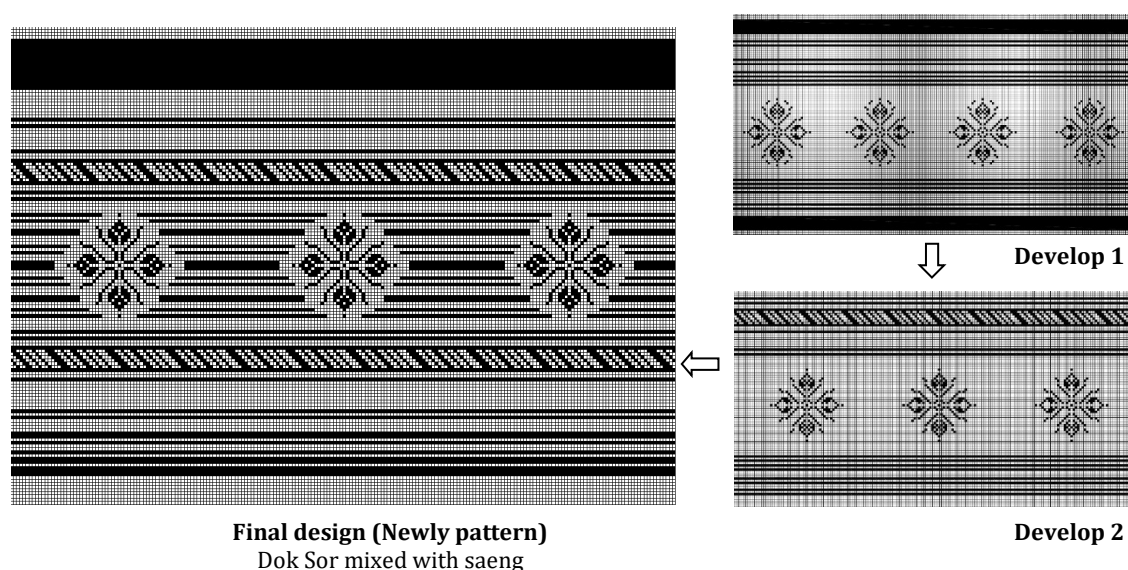 Develop 1
Develop 2
Final design (Newly pattern)
Dok Sor mixed with saeng